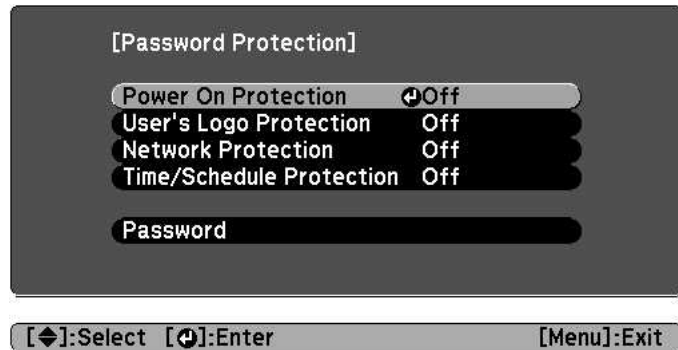 [Password Protection]
Power On Protection Off
User's Logo Protection Off
Network Protection Off
Time/Schedule Protection Off
Password
[◆]:Select [⏎]:Enter [Menu]:Exit